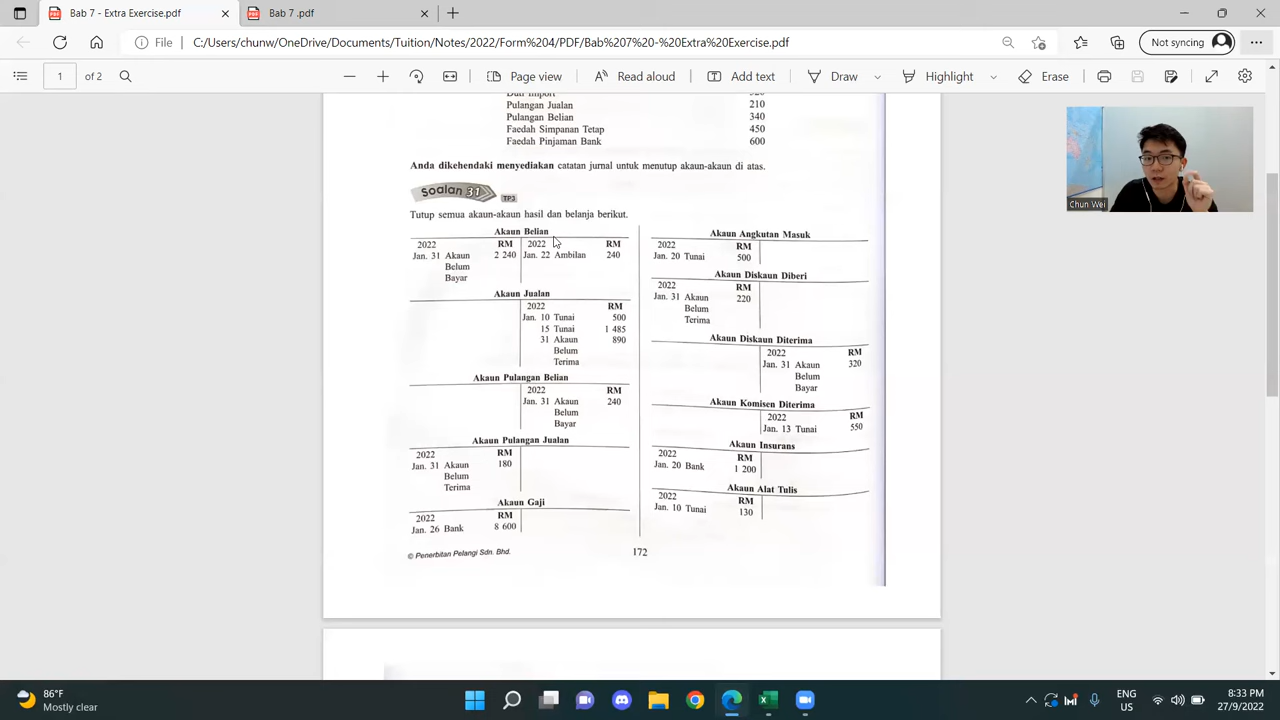 Bab 7 - Extra Exercise.pdf
Bab 7 .pdf
File
C:/Users/chunw/OneDrive/Documents/Tuition/Notes/2022/Form%204/PDF/Bab%207%20-%20Extra%20Exercise.pdf
Not syncing
1 of 2
Page view
Read aloud
Add text
Draw
Highlight
Erase
Pulangan Jualan 210
Pulangan Belian 340
Faedah Simpanan Tetap 450
Faedah Pinjaman Bank 600
Anda dikehendaki menyediakan catatan jurnal untuk menutup akaun-akaun di atas.
Soalan 31 TP3
Tutup semua akaun-akaun hasil dan belanja berikut.
Akaun Belian
2022 RM 2022 RM
Jan. 31 Akaun 2 240 Jan. 22 Ambilan 240
Belum
Bayar
Akaun Jualan
2022 RM
Jan. 10 Tunai 500
15 Tunai 1 485
31 Akaun 890
Belum
Terima
Akaun Pulangan Belian
2022 RM
Jan. 31 Akaun 240
Belum
Bayar
Akaun Pulangan Jualan
2022 RM
Jan. 31 Akaun 180
Belum
Terima
Akaun Gaji
2022 RM
Jan. 26 Bank 8 600
Akaun Angkutan Masuk
2022 RM
Jan. 20 Tunai 500
Akaun Diskaun Diberi
2022 RM
Jan. 31 Akaun 220
Belum
Terima
Akaun Diskaun Diterima
2022 RM
Jan. 31 Akaun 320
Belum
Bayar
Akaun Komisen Diterima
2022 RM
Jan. 13 Tunai 550
Akaun Insurans
2022 RM
Jan. 20 Bank 1 200
Akaun Alat Tulis
2022 RM
Jan. 10 Tunai 130
© Penerbitan Pelangi Sdn. Bhd.
172
Chun Wei
86°F
Mostly clear
ENG
US
8:33 PM
27/9/2022